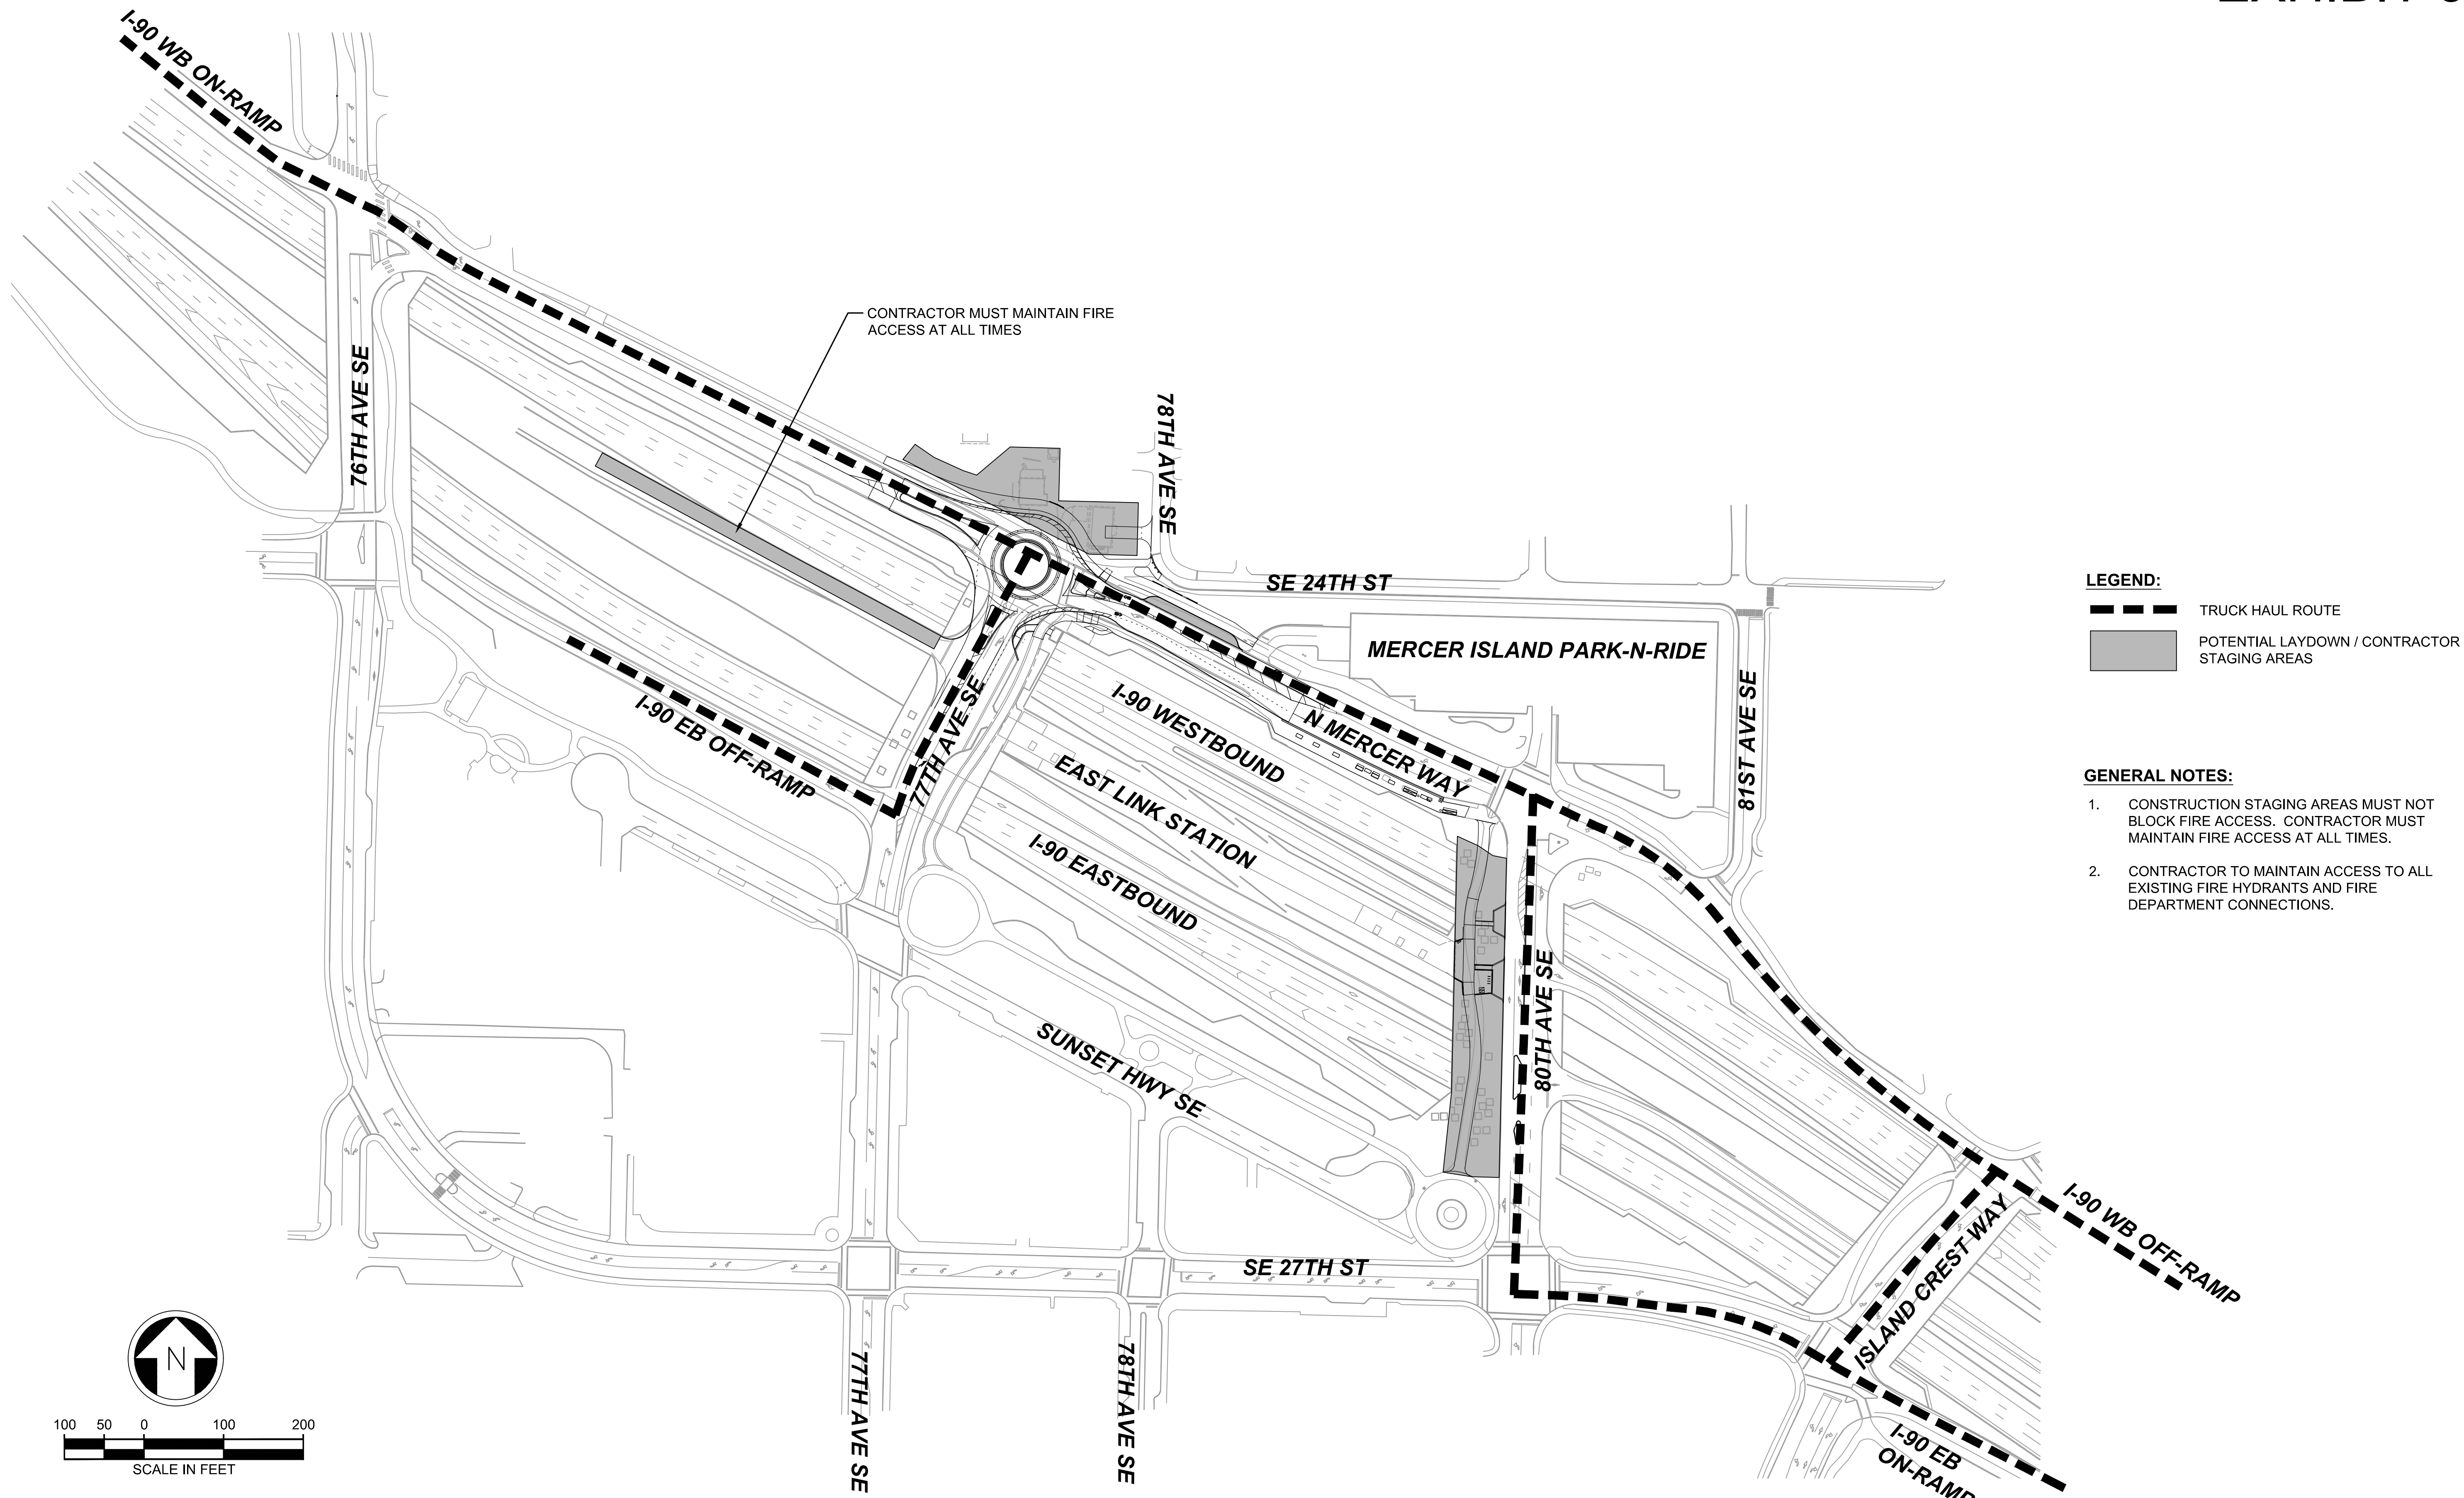 I-90 WB ON-RAMP
CONTRACTOR MUST MAINTAIN FIRE
ACCESS AT ALL TIMES
76TH AVE SE
78TH AVE SE
SE 24TH ST
MERCER ISLAND PARK-N-RIDE
81ST AVE SE
I-90 EB OFF-RAMP
77TH AVE SE
I-90 WESTBOUND
N MERCER WAY
EAST LINK STATION
I-90 EASTBOUND
80TH AVE SE
SUNSET HWY SE
SE 27TH ST
I-90 WB OFF-RAMP
ISLAND CREST WAY
I-90 EB
ON-RAMP
77TH AVE SE
78TH AVE SE
LEGEND:
TRUCK HAUL ROUTE
POTENTIAL LAYDOWN / CONTRACTOR
STAGING AREAS
GENERAL NOTES:
1. CONSTRUCTION STAGING AREAS MUST NOT
BLOCK FIRE ACCESS. CONTRACTOR MUST
MAINTAIN FIRE ACCESS AT ALL TIMES.
2. CONTRACTOR TO MAINTAIN ACCESS TO ALL
EXISTING FIRE HYDRANTS AND FIRE
DEPARTMENT CONNECTIONS.
N
100 50 0 100 200
SCALE IN FEET